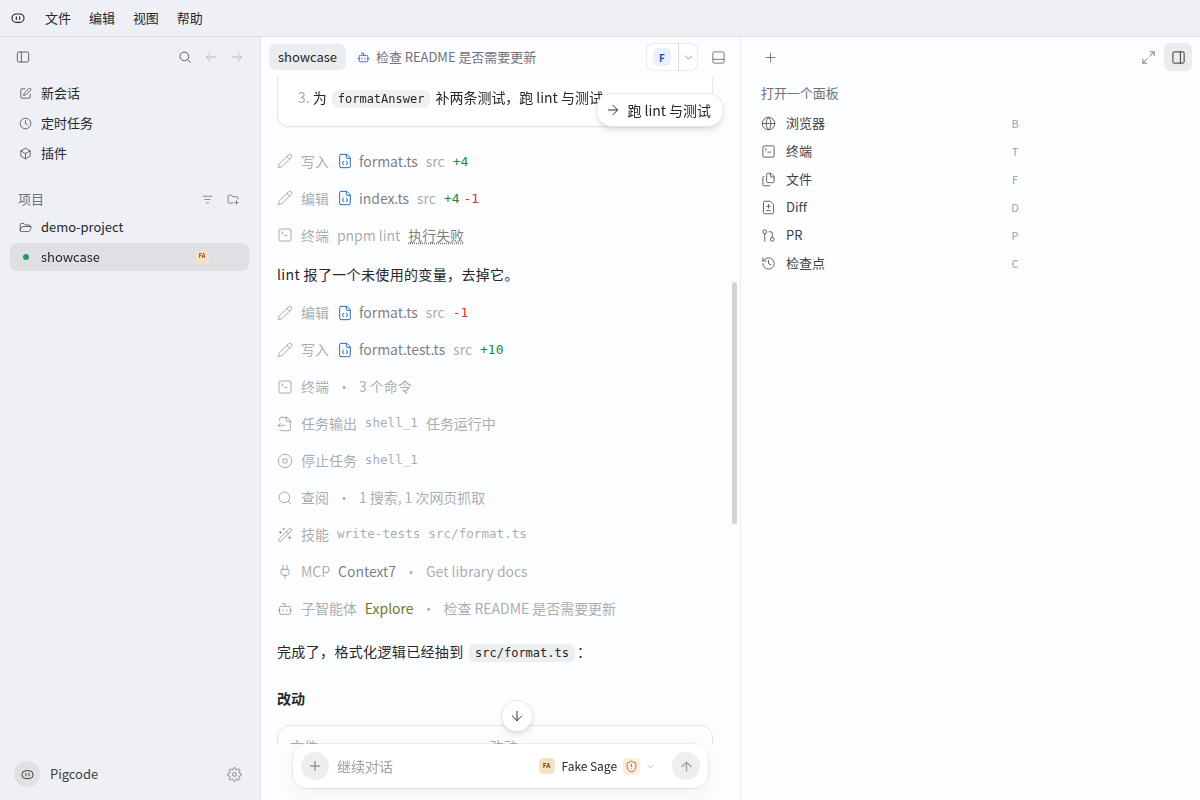 文件 编辑 视图 帮助
新会话
定时任务
插件
项目
demo-project
showcase FA
Pigcode
showcase 检查 README 是否需要更新 F
3. 为 formatAnswer 补两条测试，跑 lint 与测试
跑 lint 与测试
写入 format.ts src +4
编辑 index.ts src +4 -1
终端 pnpm lint 执行失败
lint 报了一个未使用的变量，去掉它。
编辑 format.ts src -1
写入 format.test.ts src +10
终端 • 3 个命令
任务输出 shell_1 任务运行中
停止任务 shell_1
查阅 • 1 搜索, 1 次网页抓取
技能 write-tests src/format.ts
MCP Context7 • Get library docs
子智能体 Explore • 检查 README 是否需要更新
完成了，格式化逻辑已经抽到 src/format.ts：
改动
文件 改动
继续对话 FA Fake Sage
打开一个面板
浏览器 B
终端 T
文件 F
Diff D
PR P
检查点 C